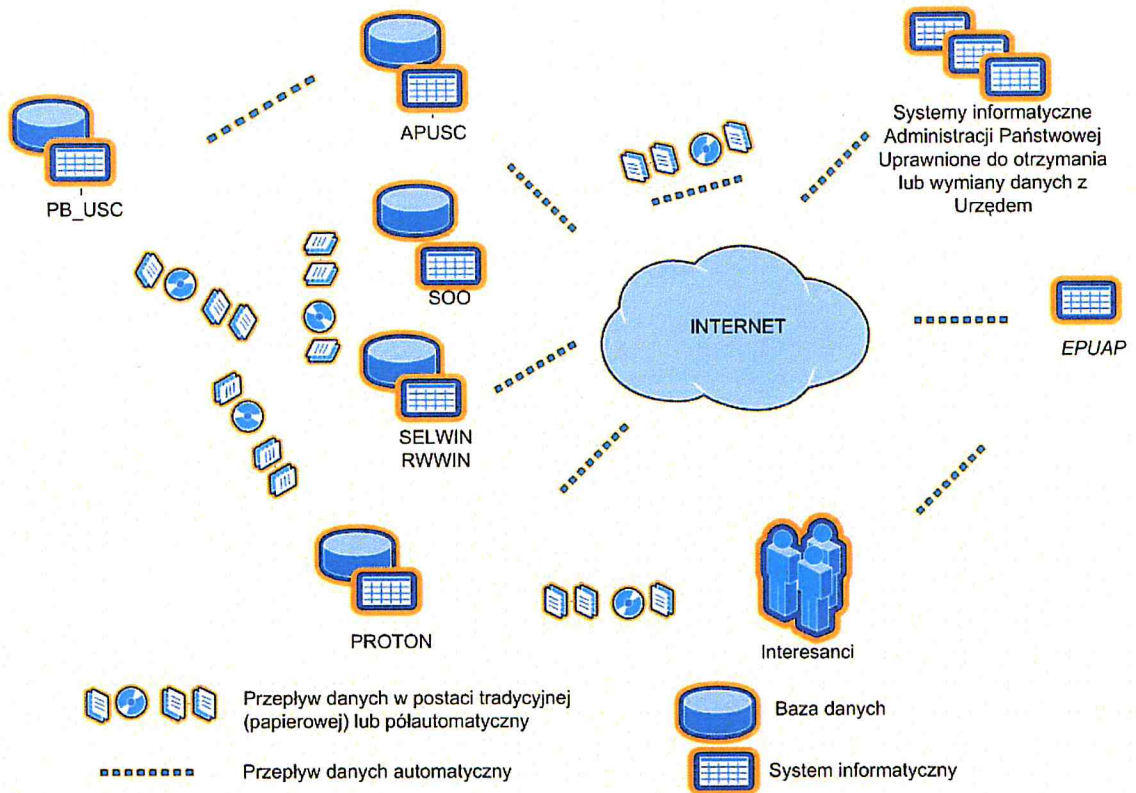 APUSC
PB_USC
Systemy informatyczne
Administracji Państwowej
Uprawnione do otrzymania
lub wymiany danych z
Urzędem
SOO
INTERNET
EPUAP
SELWIN
RWWIN
PROTON
Interesanci
Przepływ danych w postaci tradycyjnej
(papierowej) lub półautomatyczny
Baza danych
Przepływ danych automatyczny
System informatyczny